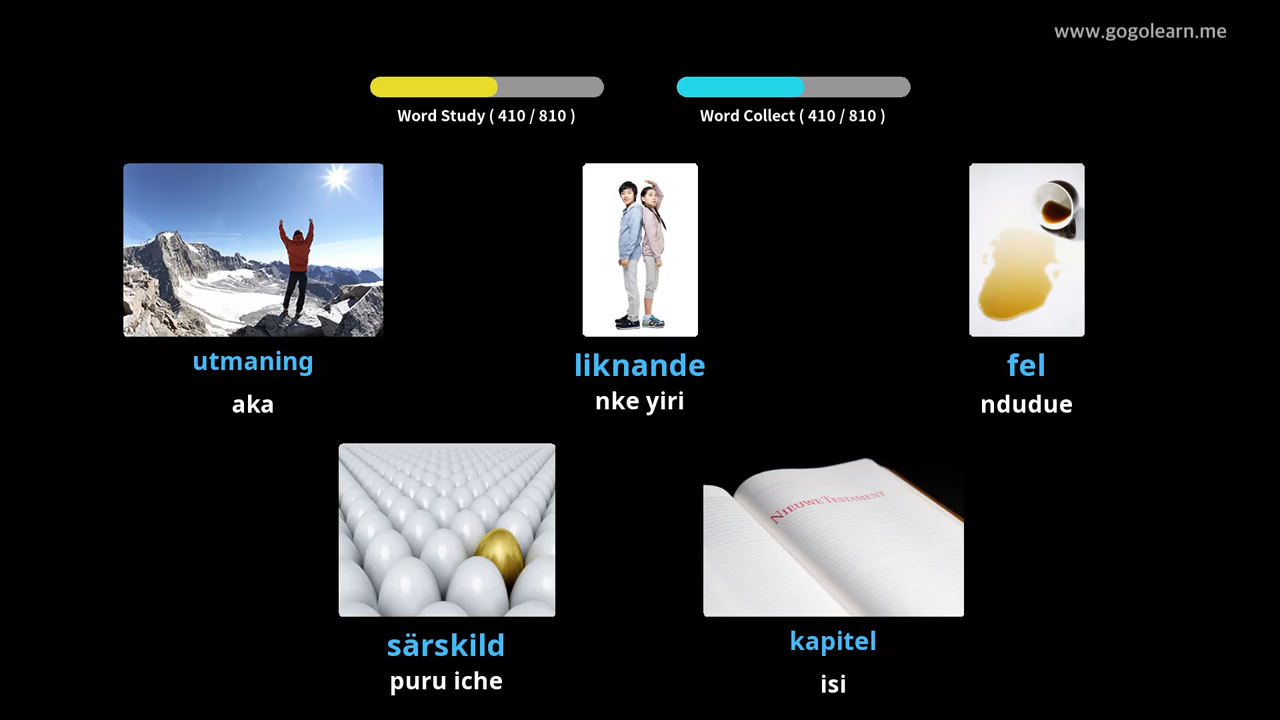 www.gogolearn.me
Word Study ( 410 / 810 )
Word Collect ( 410 / 810 )
utmaning
aka
liknande
nke yiri
fel
ndudue
NIEUWE TESTAMENT
särskild
puru iche
kapitel
isi